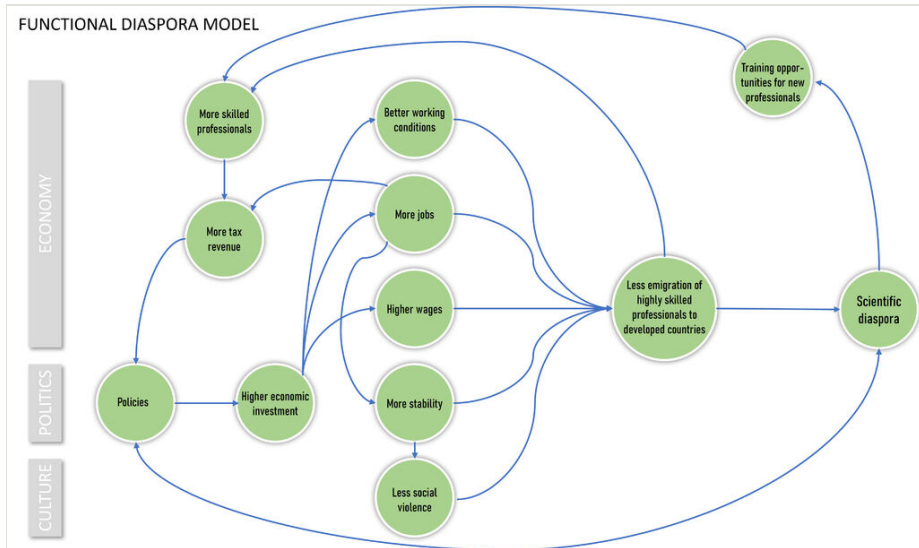 FUNCTIONAL DIASPORA MODEL
ECONOMY
POLITICS
CULTURE
More skilled
professionals
More tax
revenue
Policies
Higher economic
investment
Better working
conditions
More jobs
Higher wages
More stability
Less social
violence
Less emigration of
highly skilled
professionals to
developed countries
Training oppor-
tunities for new
professionals
Scientific
diaspora